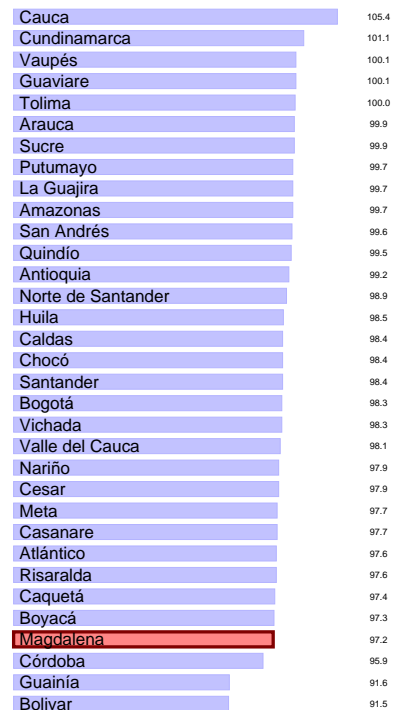 Cauca 105.4
Cundinamarca 101.1
Vaupés 100.1
Guaviare 100.1
Tolima 100.0
Arauca 99.9
Sucre 99.9
Putumayo 99.7
La Guajira 99.7
Amazonas 99.7
San Andrés 99.6
Quindío 99.5
Antioquia 99.2
Norte de Santander 98.9
Huila 98.5
Caldas 98.4
Chocó 98.4
Santander 98.4
Bogotá 98.3
Vichada 98.3
Valle del Cauca 98.1
Nariño 97.9
Cesar 97.9
Meta 97.7
Casanare 97.7
Atlántico 97.6
Risaralda 97.6
Caquetá 97.4
Boyacá 97.3
Magdalena 97.2
Córdoba 95.9
Guainía 91.6
Bolivar 91.5